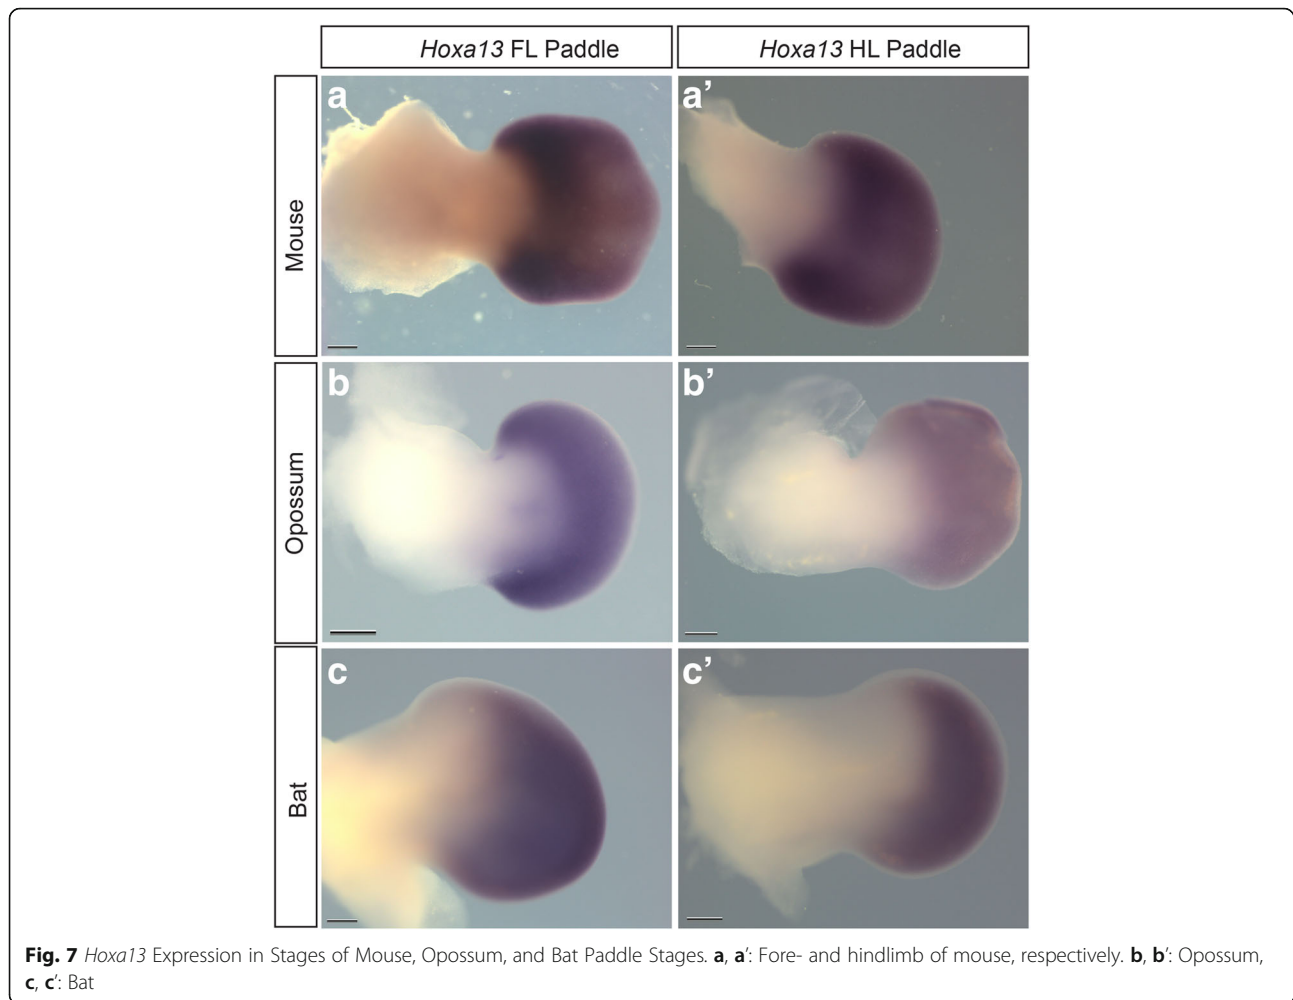 Hoxa13 FL Paddle
Hoxa13 HL Paddle
Mouse
a
a’
Opossum
b
b’
Bat
c
c’
Fig. 7 Hoxa13 Expression in Stages of Mouse, Opossum, and Bat Paddle Stages. a, a′: Fore- and hindlimb of mouse, respectively. b, b′: Opossum,
c, c′: Bat